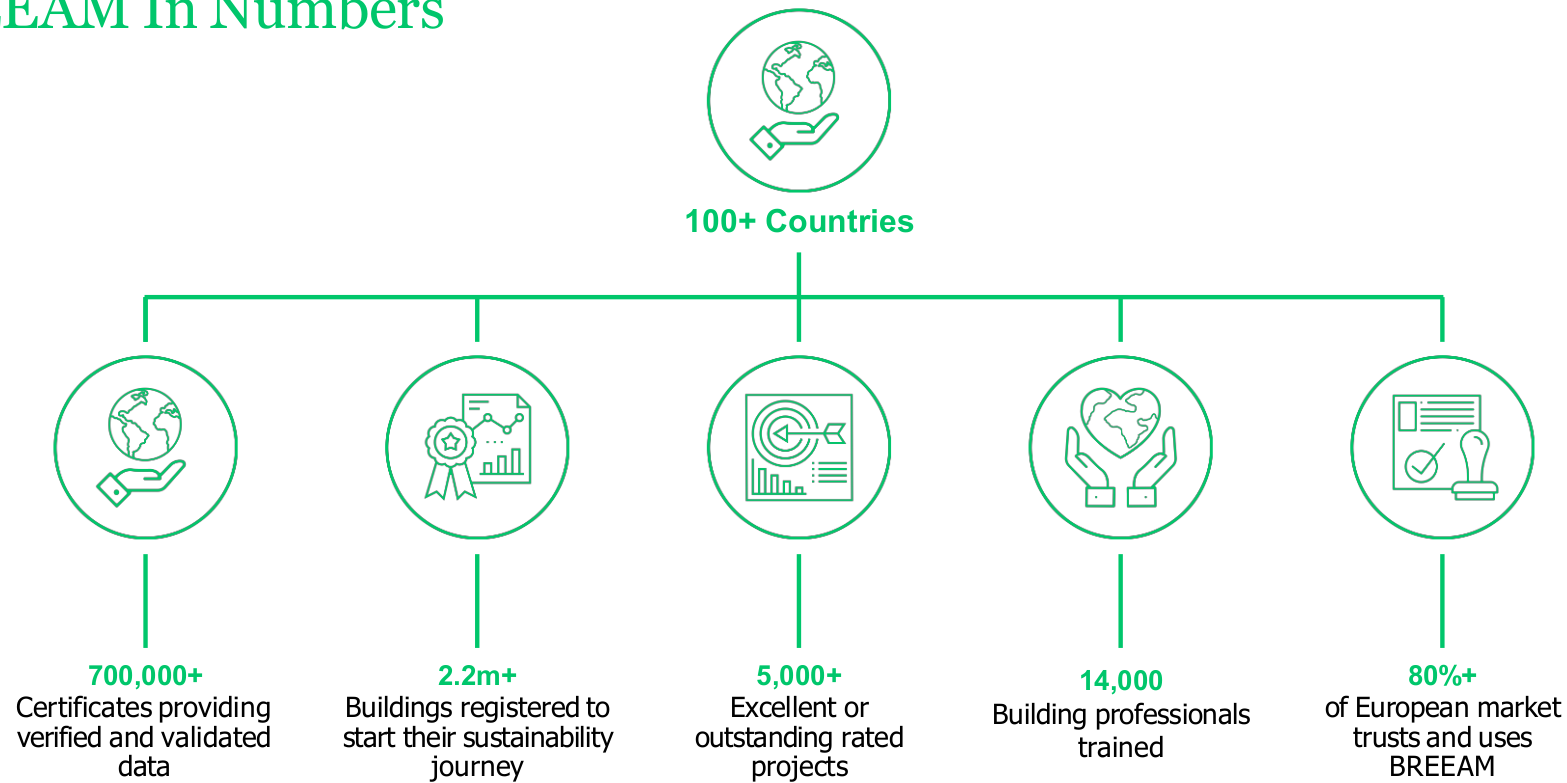 EEAM In Numbers
100+ Countries
700,000+
Certificates providing
verified and validated
data
2.2m+
Buildings registered to
start their sustainability
journey
5,000+
Excellent or
outstanding rated
projects
14,000
Building professionals
trained
80%+
of European market
trusts and uses
BREEAM